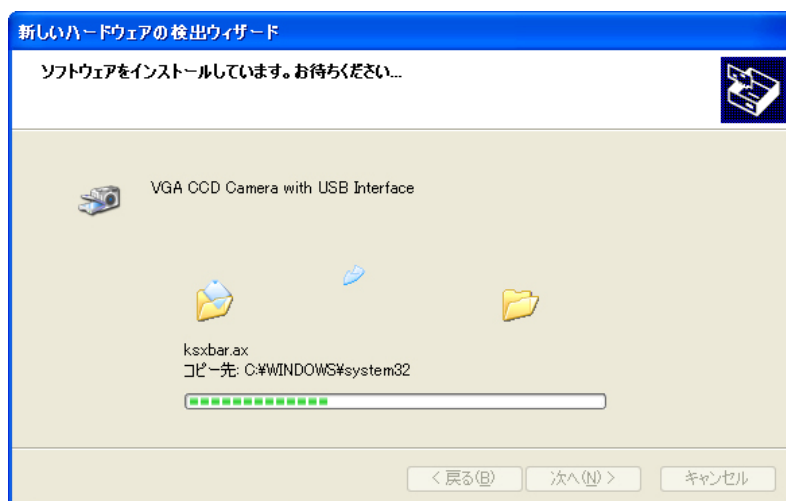 新しいハードウェアの検出ウィザード
ソフトウェアをインストールしています。お待ちください...
VGA CCD Camera with USB Interface
ksxbar.ax
コピー先: C:¥WINDOWS¥system32
< 戻る(B) 次へ(N) > キャンセル